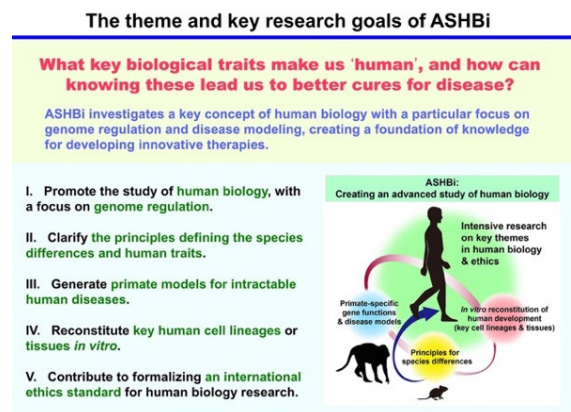 The theme and key research goals of ASHBi
What key biological traits make us 'human', and how can
knowing these lead us to better cures for disease?
ASHBi investigates a key concept of human biology with a particular focus on
genome regulation and disease modeling, creating a foundation of knowledge
for developing innovative therapies.
I. Promote the study of human biology, with
a focus on genome regulation.
II. Clarify the principles defining the species
differences and human traits.
III. Generate primate models for intractable
human diseases.
IV. Reconstitute key human cell lineages or
tissues in vitro.
V. Contribute to formalizing an international
ethics standard for human biology research.
ASHBi:
Creating an advanced study of human biology
Intensive research
on key themes
in human biology
& ethics
Primate-specific
gene functions
& disease models
In vitro reconstitution of
human development
(key cell lineages & tissues)
Principles for
species differences